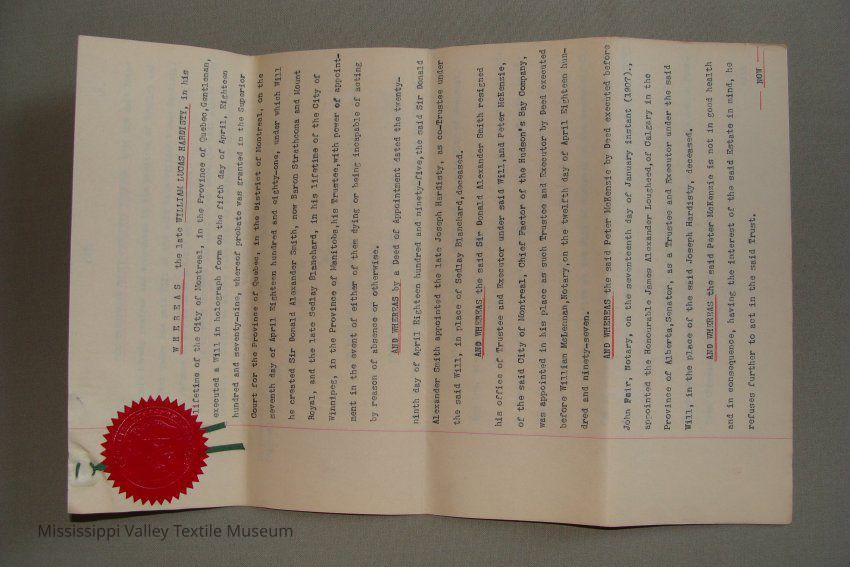 W H E R E A S the late WILLIAM LUCAS HARDISTY, in his
lifetime of the City of Montreal, in the Province of Quebec,Gentleman,
executed a Will in holograph form on the fifth day of April, Eighteen
hundred and seventy-nine, whereof probate was granted in the Superior
Court for the Province of Quebec, in the District of Montreal, on the
seventh day of April Eighteen hundred and eighty-one, under which Will
he created Sir Donald Alexander Smith, now Baron Strathcona and Mount
Royal, and the late Sedlay Blanchard, in his lifetime of the City of
Winnipeg, in the Province of Manitoba,his Trustee,with power of appoint-
ment in the event of either of them dying or being incapable of acting
by reason of absence or otherwise.
AND WHEREAS by a Deed of Appointment dated the twenty-
ninth day of April Eighteen hundred and ninety-five,the said Sir Donald
Alexander Smith appointed the late Joseph Hardisty, as co-Trustee under
the said Will, in place of Sedlay Blanchard,deceased.
AND WHEREAS the said Sir Donald Alexander Smith resigned
his office of Trustee and Executor under said Will,and Peter McKenzie,
of the said City of Montreal, Chief Factor of the Hudson's Bay Company,
was appointed in his place as such Trustee and Executor by Deed executed
before William McLennan,Notary,on the twelfth day of April Eighteen hun-
dred and ninety-seven.
AND WHEREAS the said Peter McKenzie by Deed executed before
John Fair, Notary, on the seventeenth day of January instant (1907).,
appointed the Honourable James Alexander Lougheed,of Calgary in the
Province of Alberta,Senator, as a Trustee and Executor under the said
Will, in the place of the said Joseph Hardisty, deceased.
AND WHEREAS the said Peter McKenzie is not in good health
and in consequence, having the interest of the said Estate in mind, he
refuses further to act in the said Trust.
NOW
Mississippi Valley Textile Museum